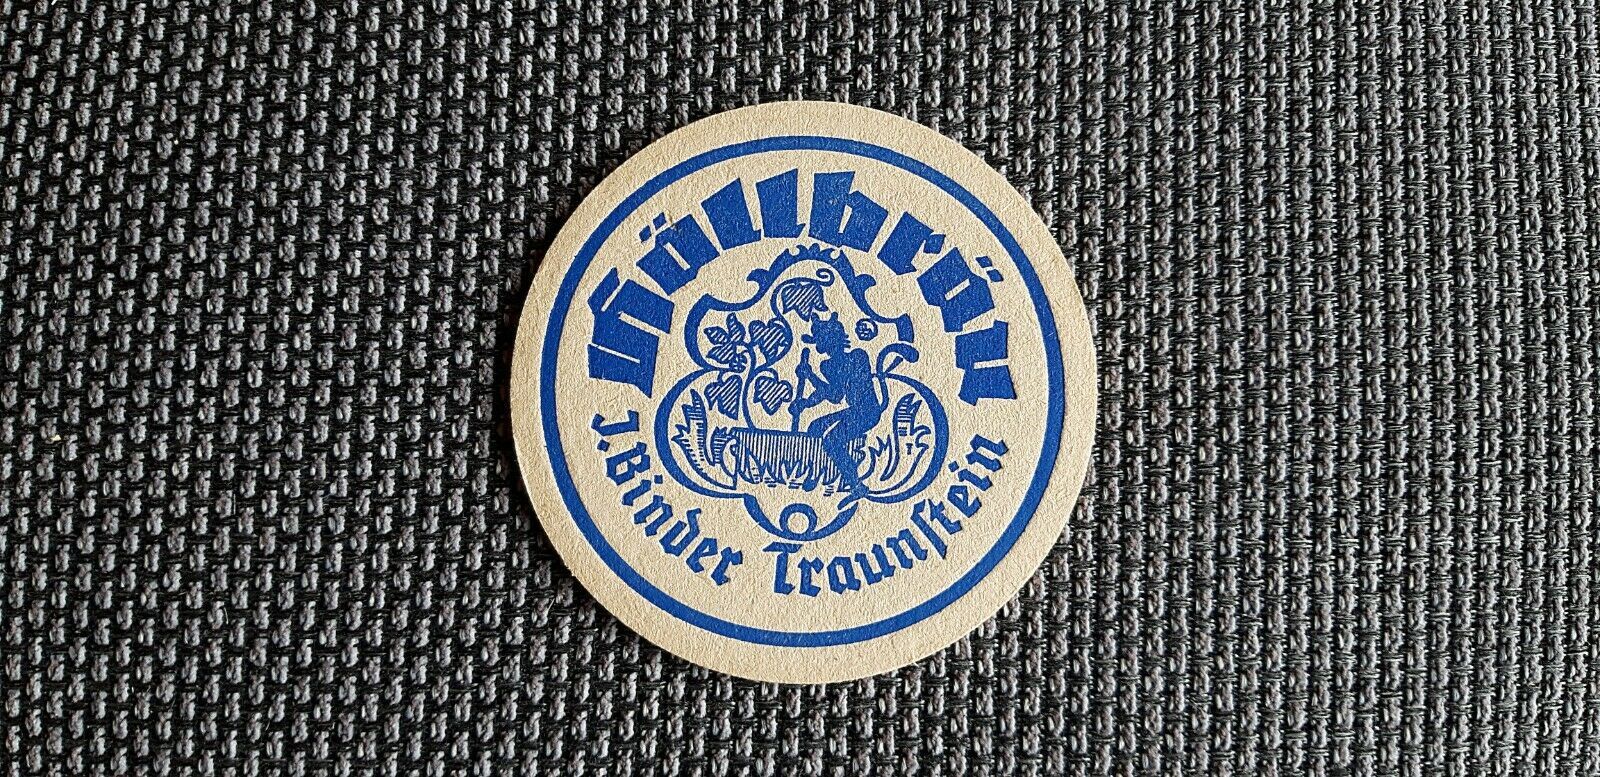 Höllbräu
J. Binder Traunſtein